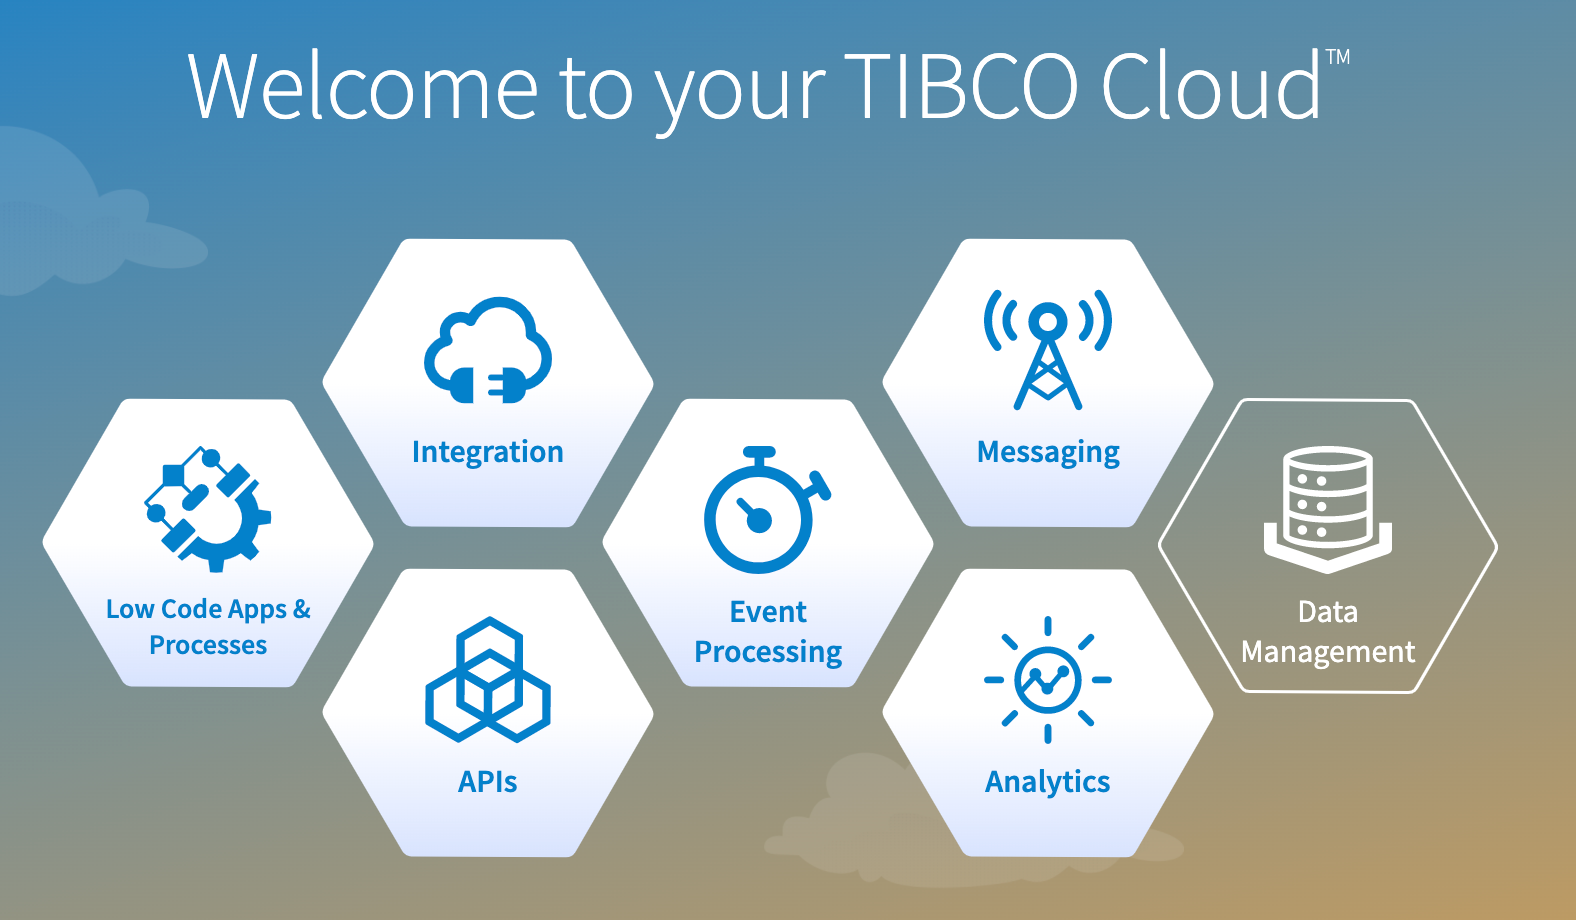 Welcome to your TIBCO Cloud™
Integration
Messaging
Low Code Apps &
Processes
Event
Processing
Data
Management
APIs
Analytics